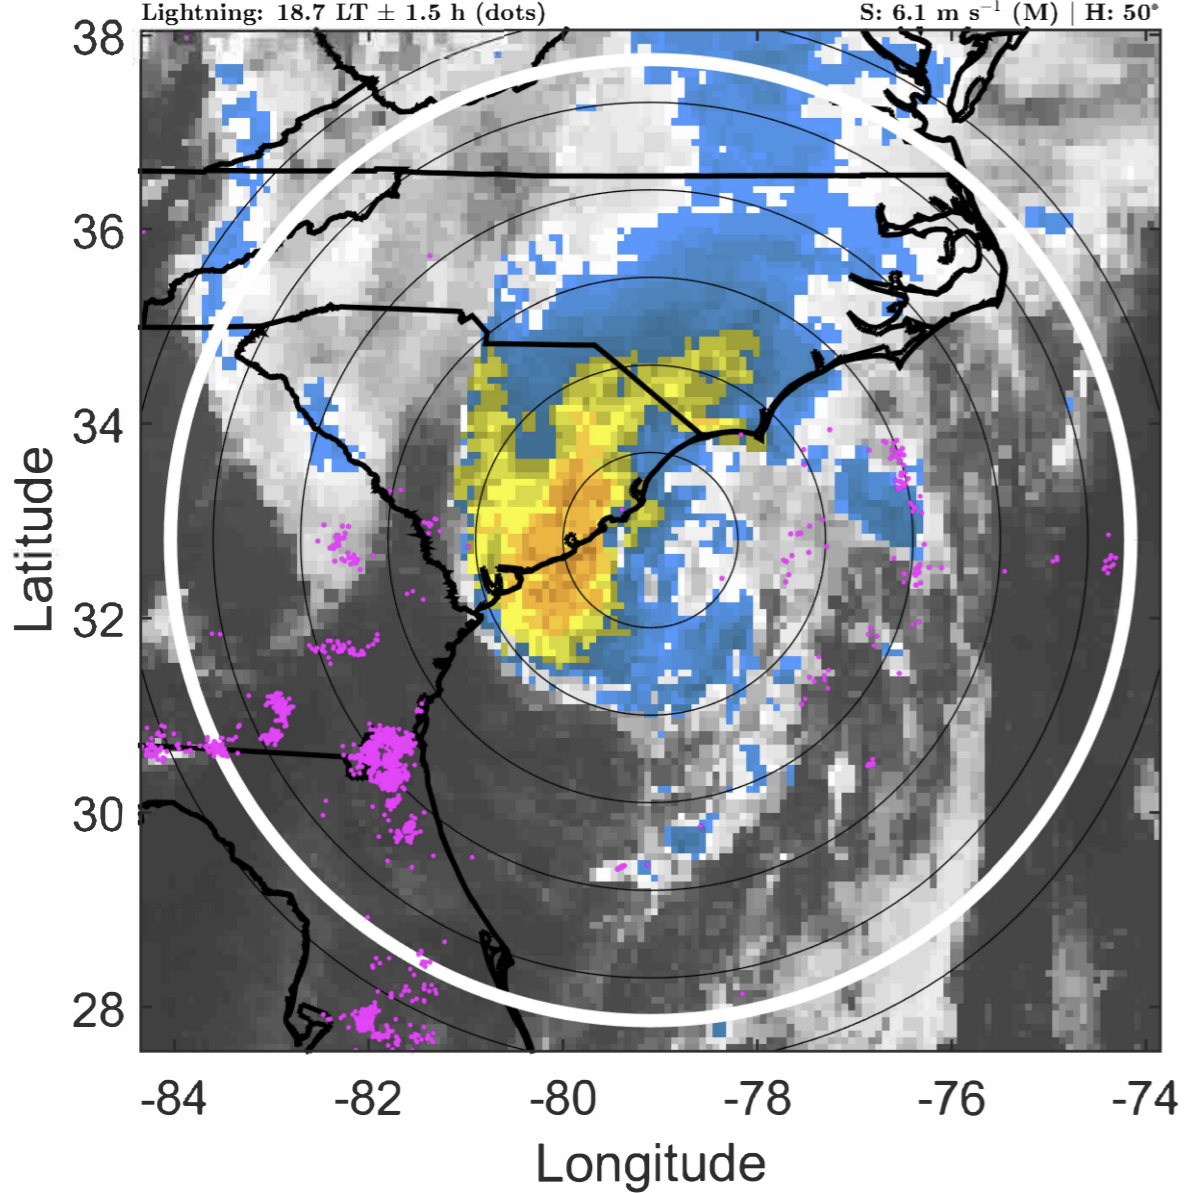 Lightning: 18.7 LT ± 1.5 h (dots)
S: 6.1 m s⁻¹ (M) | H: 50°
38
36
34
32
30
28
Latitude
-84 -82 -80 -78 -76 -74
Longitude